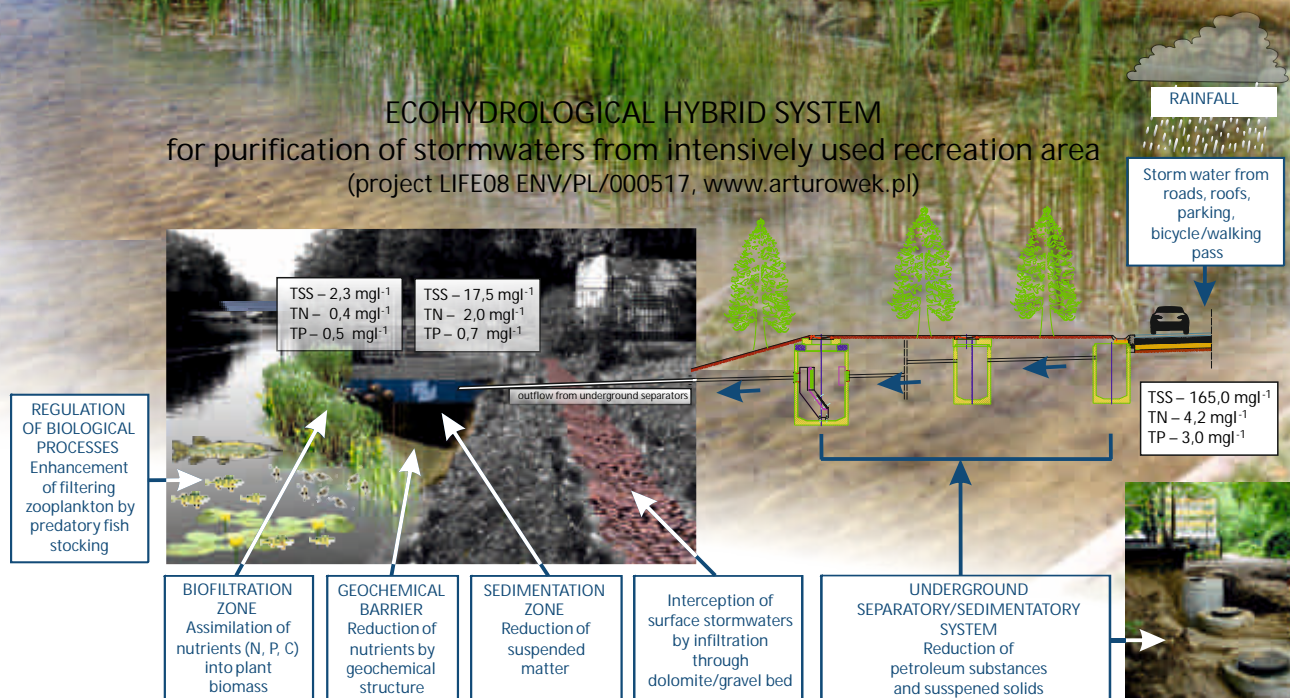 ECOHYDROLOGICAL HYBRID SYSTEM
for purification of stormwaters from intensively used recreation area
(project LIFE08 ENV/PL/000517, www.arturowek.pl)
RAINFALL
Storm water from
roads, roofs,
parking,
bicycle/walking
pass
TSS – 2,3 mgl⁻¹
TN – 0,4 mgl⁻¹
TP – 0,5 mgl⁻¹
TSS – 17,5 mgl⁻¹
TN – 2,0 mgl⁻¹
TP – 0,7 mgl⁻¹
outflow from underground separators
TSS – 165,0 mgl⁻¹
TN – 4,2 mgl⁻¹
TP – 3,0 mgl⁻¹
REGULATION
OF BIOLOGICAL
PROCESSES
Enhancement
of filtering
zooplankton by
predatory fish
stocking
BIOFILTRATION
ZONE
Assimilation of
nutrients (N, P, C)
into plant
biomass
GEOCHEMICAL
BARRIER
Reduction of
nutrients by
geochemical
structure
SEDIMENTATION
ZONE
Reduction of
suspended
matter
Interception of
surface stormwaters
by infiltration
through
dolomite/gravel bed
UNDERGROUND
SEPARATORY/SEDIMENTATORY
SYSTEM
Reduction of
petroleum substances
and susspened solids